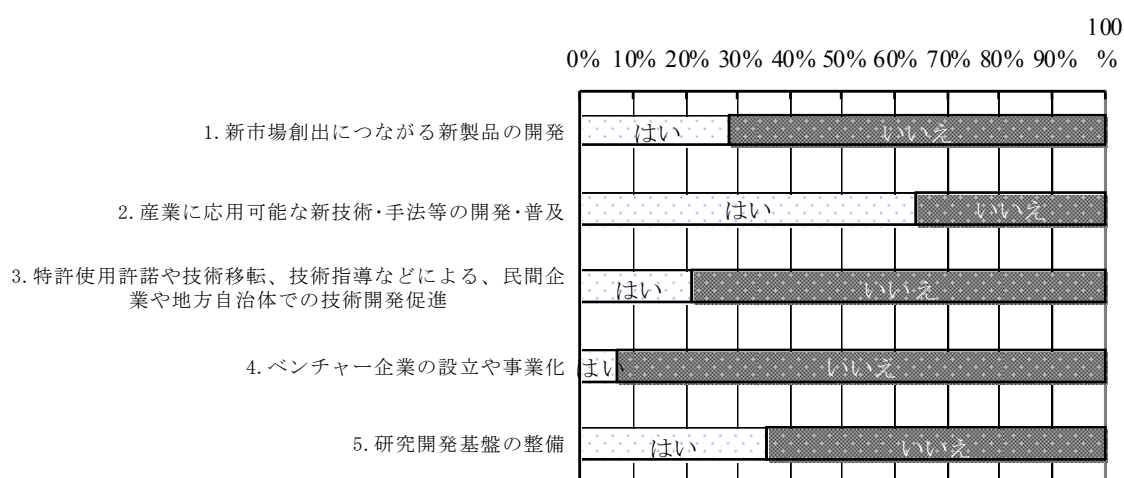 100
0% 10% 20% 30% 40% 50% 60% 70% 80% 90% %
1.新市場創出につながる新製品の開発 はい いいえ
2.産業に応用可能な新技術･手法等の開発･普及 はい いいえ
3.特許使用許諾や技術移転、技術指導などによる、民間企
業や地方自治体での技術開発促進 はい いいえ
4.ベンチャー企業の設立や事業化 はい いいえ
5.研究開発基盤の整備 はい いいえ